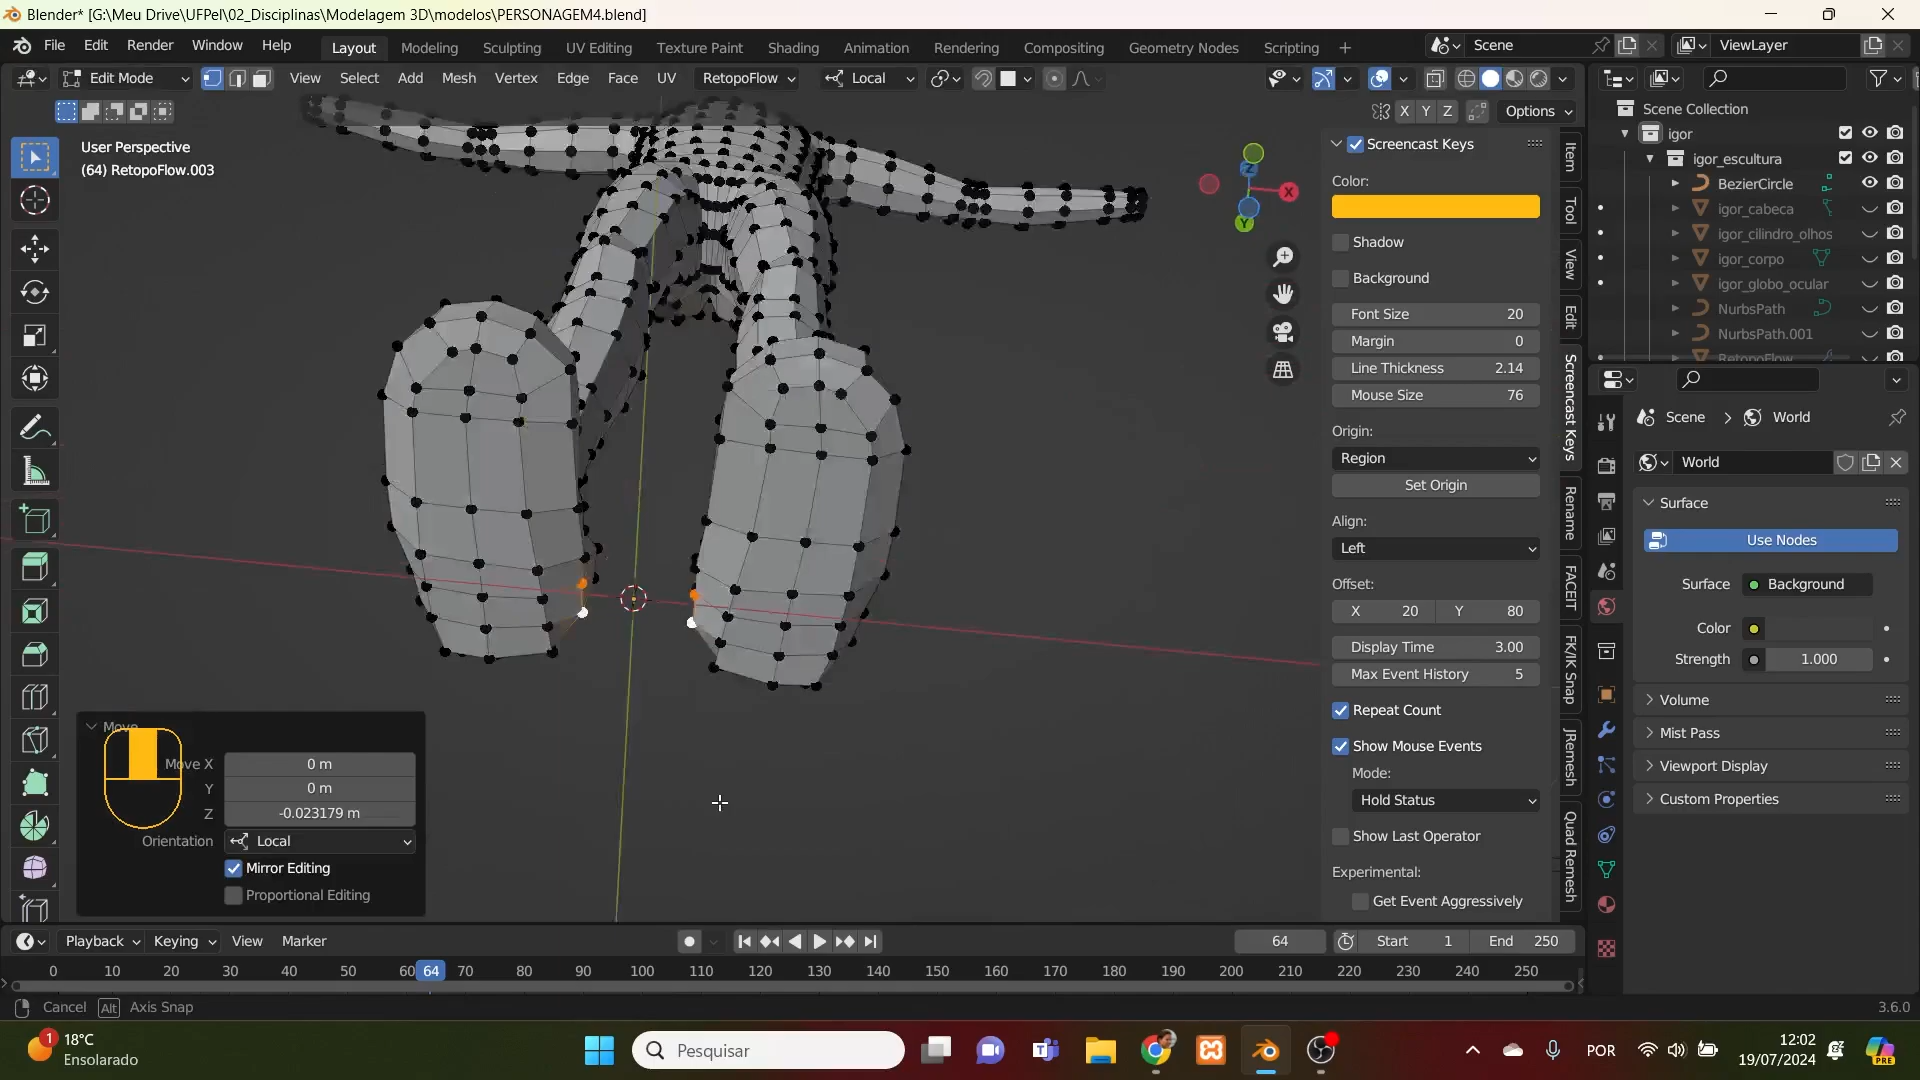 Blender* [G:\Meu Drive\UFPel\02_Disciplinas\Modelagem 3D\modelos\PERSONAGEM4.blend]
File Edit Render Window Help Layout Modeling Sculpting UV Editing Texture Paint Shading Animation Rendering Compositing Geometry Nodes Scripting + Scene ViewLayer
Edit Mode View Select Add Mesh Vertex Edge Face UV RetopoFlow Local
X Y Z Options
User Perspective
(64) RetopoFlow.003
X
Z
Y
Screencast Keys
Color:
Shadow
Background
Font Size 20
Margin 0
Line Thickness 2.14
Mouse Size 76
Origin:
Region
Set Origin
Align:
Left
Offset:
X 20 Y 80
Display Time 3.00
Max Event History 5
Repeat Count
Show Mouse Events
Mode:
Hold Status
Show Last Operator
Experimental:
Get Event Aggressively
Item
Tool
View
Edit
Screencast Keys
Rename
FACEIT
FK/IK Snap
JRemesh
Quad Remesh
Scene Collection
igor
igor_escultura
BezierCircle
igor_cabeca
igor_cilindro_olhos
igor_corpo
igor_globo_ocular
NurbsPath
NurbsPath.001
RetopoFlow
Scene > World
World
Surface
Use Nodes
Surface Background
Color
Strength 1.000
Volume
Mist Pass
Viewport Display
Custom Properties
Move
Move X 0 m
Y 0 m
Z -0.023179 m
Orientation Local
Mirror Editing
Proportional Editing
Playback Keying View Marker 64 Start 1 End 250
0 10 20 30 40 50 60 64 70 80 90 100 110 120 130 140 150 160 170 180 190 200 210 220 230 240 250
Cancel Alt Axis Snap 3.6.0
1 18°C
Ensolarado
Pesquisar
POR
12:02
19/07/2024
PRE